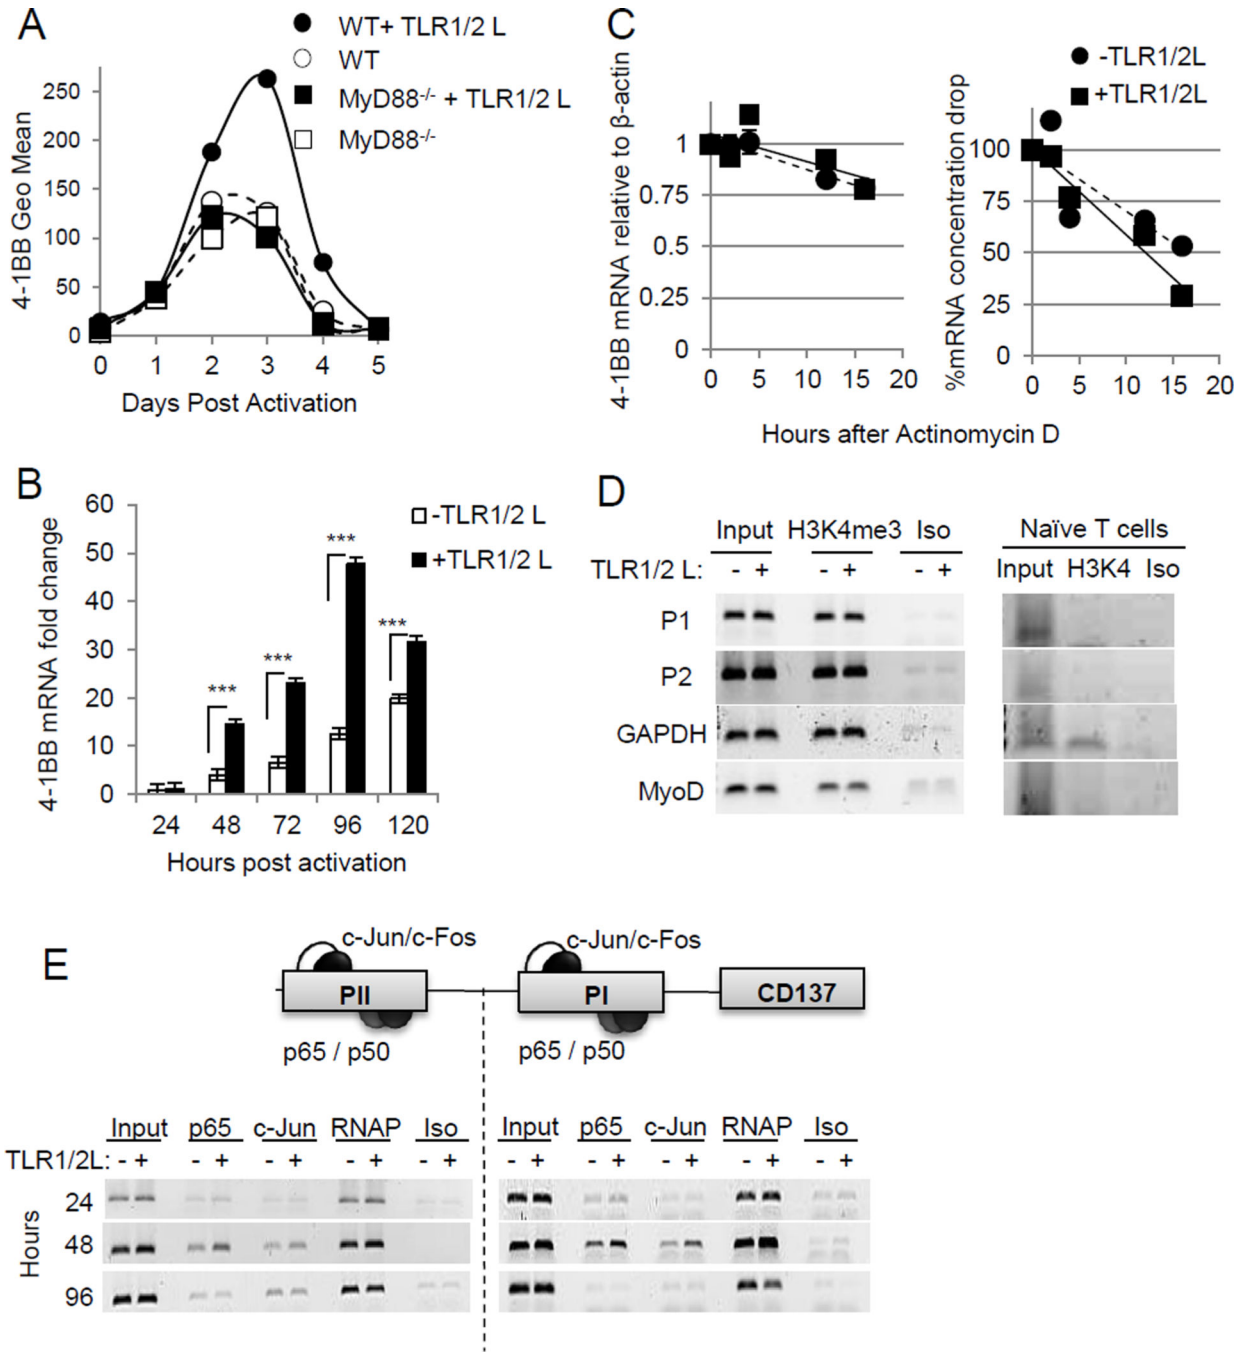 A
WT+ TLR1/2 L
WT
MyD88-/- + TLR1/2 L
MyD88-/-
4-1BB Geo Mean
250
200
150
100
50
0
0 1 2 3 4 5
Days Post Activation
C
-TLR1/2L
+TLR1/2L
4-1BB mRNA relative to β-actin
1
0.75
0.5
0.25
0
0 5 10 15 20
%mRNA concentration drop
100
75
50
25
0
0 5 10 15 20
Hours after Actinomycin D
B
4-1BB mRNA fold change
60
50
40
30
20
10
0
-TLR1/2 L
+TLR1/2 L
***
***
***
***
24 48 72 96 120
Hours post activation
D
Input H3K4me3 Iso
TLR1/2 L: - + - + - +
P1
P2
GAPDH
MyoD
Naïve T cells
Input H3K4 Iso
E
c-Jun/c-Fos
c-Jun/c-Fos
PII
PI
CD137
p65 / p50
p65 / p50
Input p65 c-Jun RNAP Iso
TLR1/2L: - + - + - + - + - +
Hours
24
48
96
Input p65 c-Jun RNAP Iso
- + - + - + - + - +